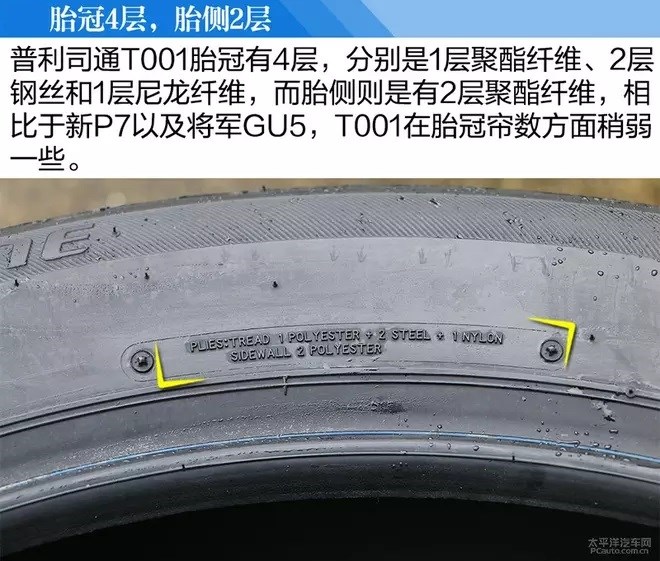 胎冠4层，胎侧2层
普利司通T001胎冠有4层，分别是1层聚酯纤维、2层
钢丝和1层尼龙纤维，而胎侧则是有2层聚酯纤维，相
比于新P7以及将军GU5，T001在胎冠帘数方面稍弱
一些。
PLIES:TREAD 1 POLYESTER + 2 STEEL + 1 NYLON
SIDEWALL 2 POLYESTER
太平洋汽车网
PCauto.com.cn